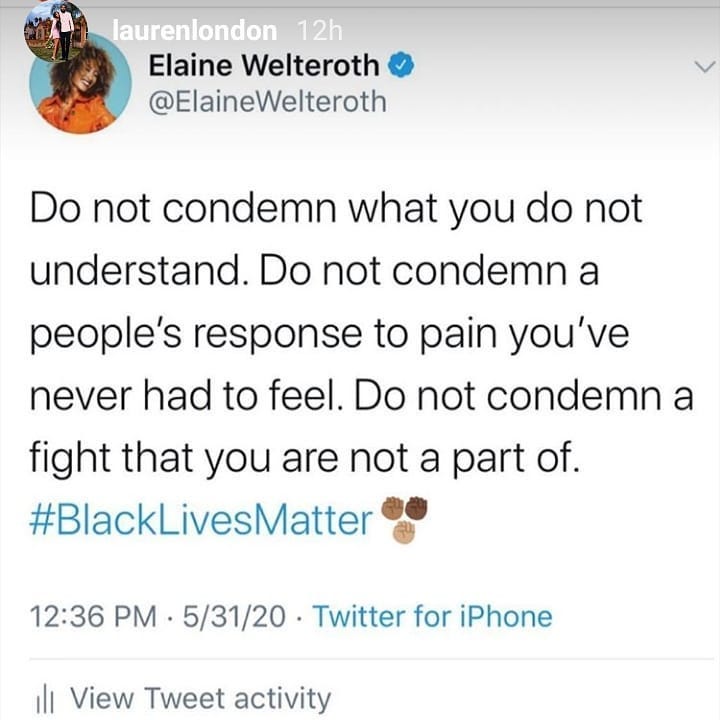 laurenlondon 12h
Elaine Welteroth
@ElaineWelteroth
Do not condemn what you do not
understand. Do not condemn a
people's response to pain you've
never had to feel. Do not condemn a
fight that you are not a part of.
#BlackLivesMatter✊🏽✊🏿✊🏼
12:36 PM · 5/31/20 · Twitter for iPhone
View Tweet activity